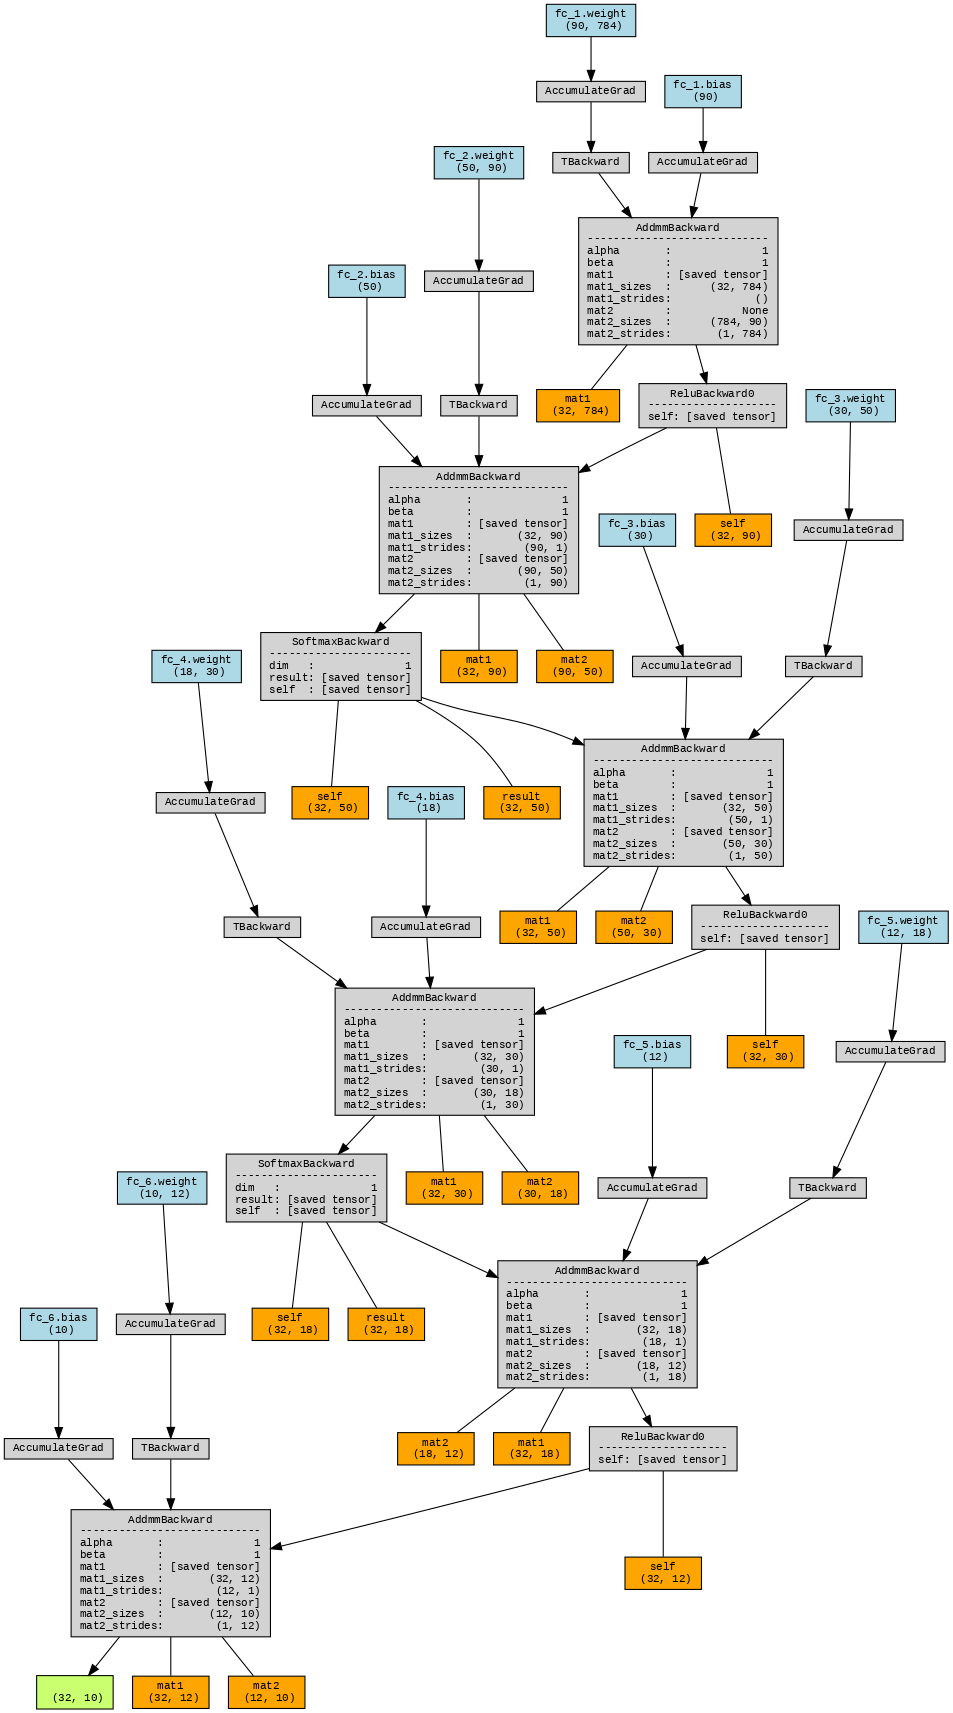 fc_1.weight
(90, 784)
AccumulateGrad
fc_1.bias
(90)
TBackward
AccumulateGrad
fc_2.weight
(50, 90)
AddmmBackward
----------------------------
alpha       :              1
beta        :              1
mat1        : [saved tensor]
mat1_sizes  :      (32, 784)
mat1_strides:             ()
mat2        :           None
mat2_sizes  :      (784, 90)
mat2_strides:       (1, 784)
fc_2.bias
(50)
AccumulateGrad
mat1
(32, 784)
ReluBackward0
--------------------
self: [saved tensor]
fc_3.weight
(30, 50)
AccumulateGrad
TBackward
AddmmBackward
----------------------------
alpha       :              1
beta        :              1
mat1        : [saved tensor]
mat1_sizes  :       (32, 90)
mat1_strides:        (90, 1)
mat2        : [saved tensor]
mat2_sizes  :       (90, 50)
mat2_strides:        (1, 90)
fc_3.bias
(30)
self
(32, 90)
AccumulateGrad
fc_4.weight
(18, 30)
SoftmaxBackward
----------------------
dim   :              1
result: [saved tensor]
self  : [saved tensor]
mat1
(32, 90)
mat2
(90, 50)
AccumulateGrad
TBackward
AddmmBackward
----------------------------
alpha       :              1
beta        :              1
mat1        : [saved tensor]
mat1_sizes  :       (32, 50)
mat1_strides:        (50, 1)
mat2        : [saved tensor]
mat2_sizes  :       (50, 30)
mat2_strides:        (1, 50)
AccumulateGrad
self
(32, 50)
fc_4.bias
(18)
result
(32, 50)
TBackward
AccumulateGrad
mat1
(32, 50)
mat2
(50, 30)
ReluBackward0
--------------------
self: [saved tensor]
fc_5.weight
(12, 18)
AddmmBackward
----------------------------
alpha       :              1
beta        :              1
mat1        : [saved tensor]
mat1_sizes  :       (32, 30)
mat1_strides:        (30, 1)
mat2        : [saved tensor]
mat2_sizes  :       (30, 18)
mat2_strides:        (1, 30)
fc_5.bias
(12)
self
(32, 30)
AccumulateGrad
fc_6.weight
(10, 12)
SoftmaxBackward
----------------------
dim   :              1
result: [saved tensor]
self  : [saved tensor]
mat1
(32, 30)
mat2
(30, 18)
AccumulateGrad
TBackward
AddmmBackward
----------------------------
alpha       :              1
beta        :              1
mat1        : [saved tensor]
mat1_sizes  :       (32, 18)
mat1_strides:        (18, 1)
mat2        : [saved tensor]
mat2_sizes  :       (18, 12)
mat2_strides:        (1, 18)
fc_6.bias
(10)
AccumulateGrad
self
(32, 18)
result
(32, 18)
AccumulateGrad
TBackward
mat2
(18, 12)
mat1
(32, 18)
ReluBackward0
--------------------
self: [saved tensor]
AddmmBackward
----------------------------
alpha       :              1
beta        :              1
mat1        : [saved tensor]
mat1_sizes  :       (32, 12)
mat1_strides:        (12, 1)
mat2        : [saved tensor]
mat2_sizes  :       (12, 10)
mat2_strides:        (1, 12)
self
(32, 12)
(32, 10)
mat1
(32, 12)
mat2
(12, 10)